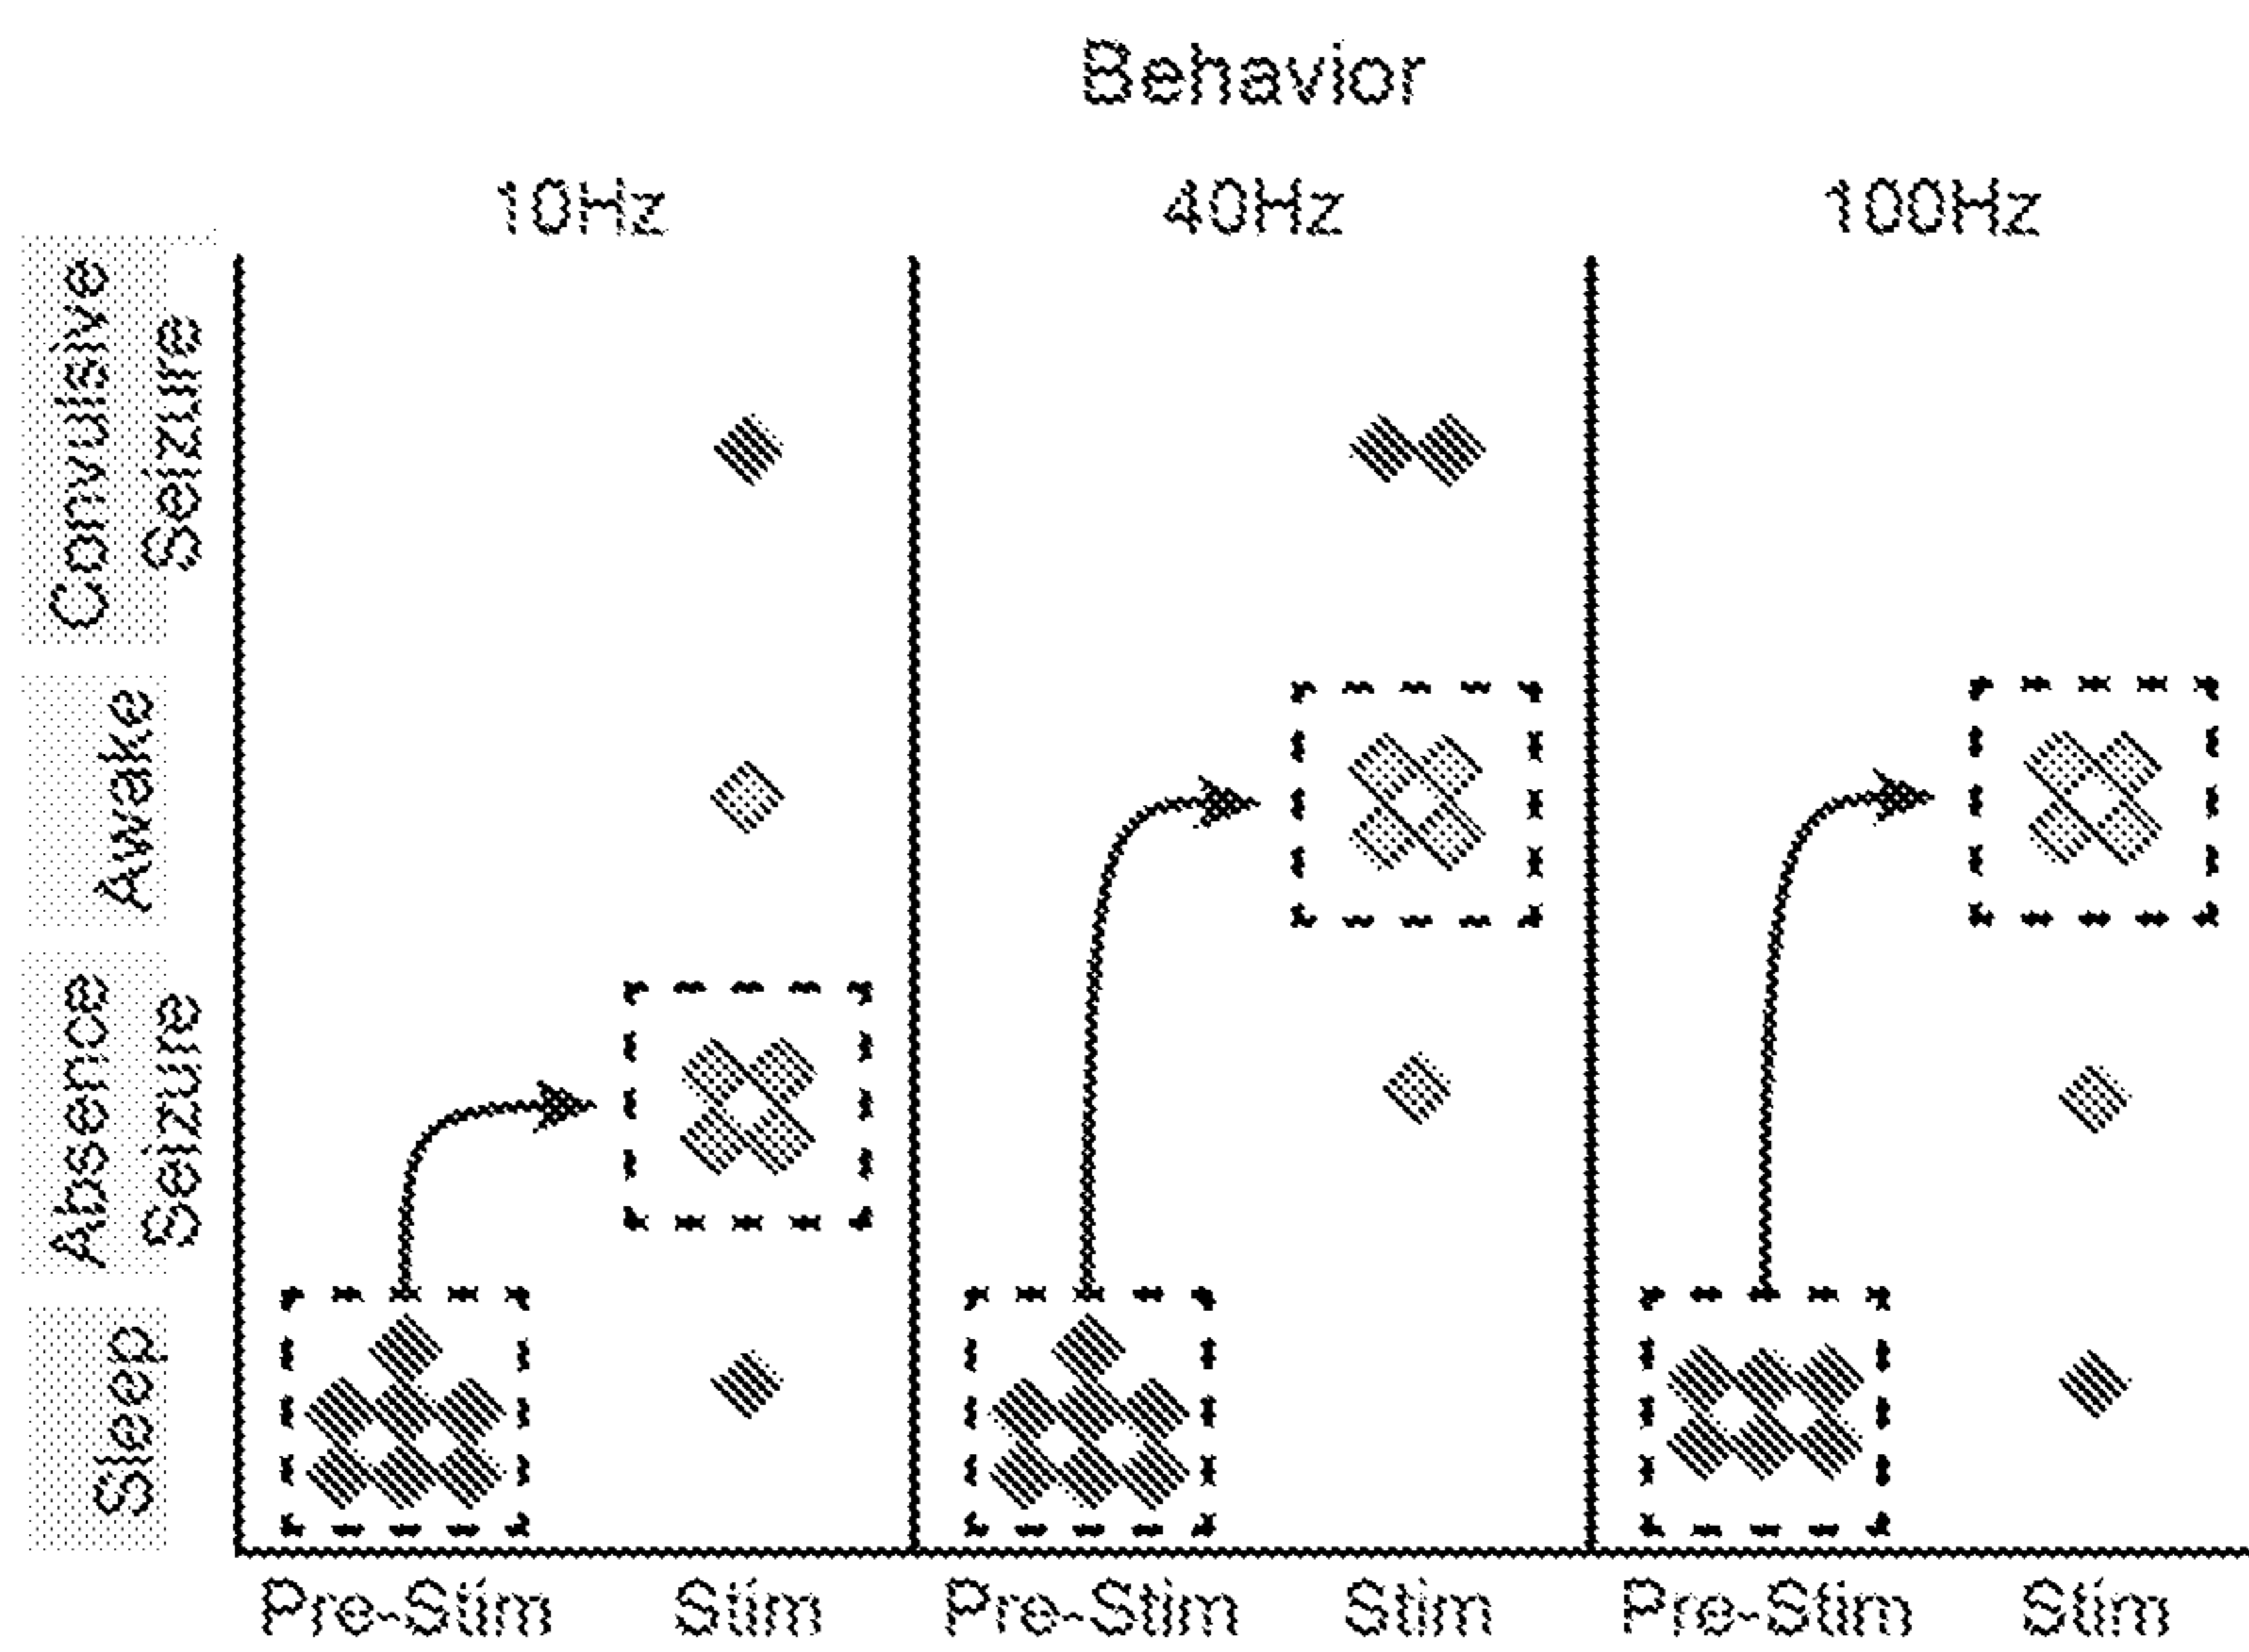 Behavior
10Hz 40Hz 100Hz
Convulsive
Seizure
Awake
Absence
Seizure
Sleep
Pre-Stim Stim Pre-Stim Stim Pre-Stim Stim